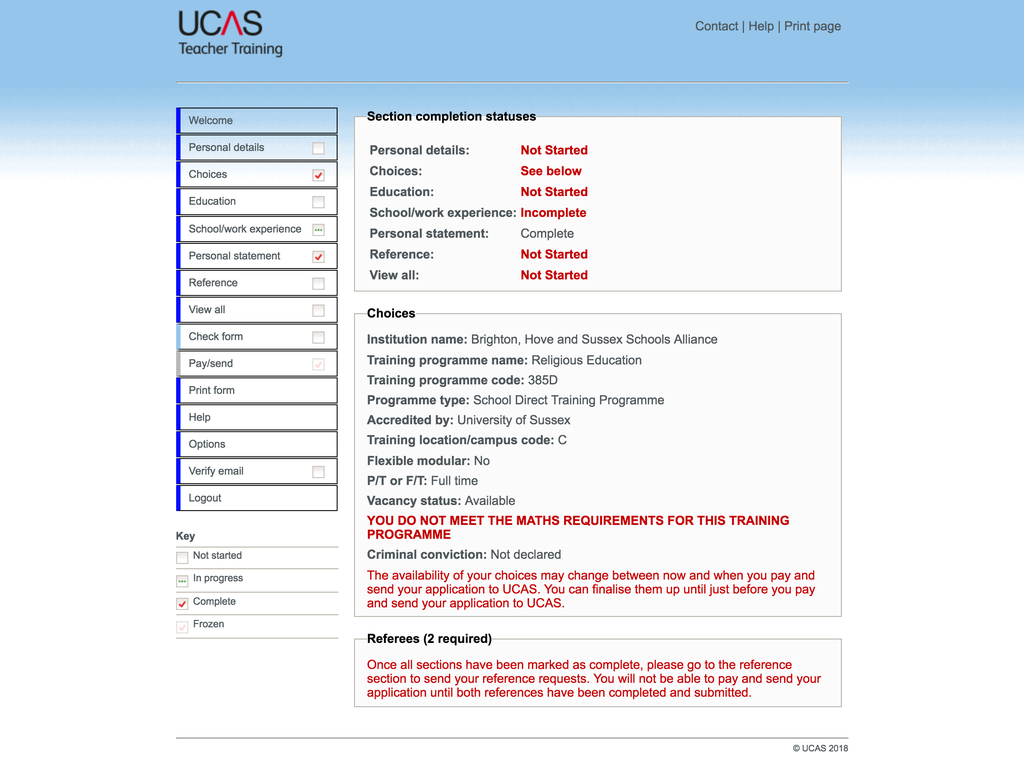 UCAS
Teacher Training
Contact | Help | Print page
Welcome
Personal details
Choices
Education
School/work experience
Personal statement
Reference
View all
Check form
Pay/send
Print form
Help
Options
Verify email
Logout
Key
Not started
In progress
Complete
Frozen
Section completion statuses
Personal details: Not Started
Choices: See below
Education: Not Started
School/work experience: Incomplete
Personal statement: Complete
Reference: Not Started
View all: Not Started
Choices
Institution name: Brighton, Hove and Sussex Schools Alliance
Training programme name: Religious Education
Training programme code: 385D
Programme type: School Direct Training Programme
Accredited by: University of Sussex
Training location/campus code: C
Flexible modular: No
P/T or F/T: Full time
Vacancy status: Available
YOU DO NOT MEET THE MATHS REQUIREMENTS FOR THIS TRAINING
PROGRAMME
Criminal conviction: Not declared
The availability of your choices may change between now and when you pay and
send your application to UCAS. You can finalise them up until just before you pay
and send your application to UCAS.
Referees (2 required)
Once all sections have been marked as complete, please go to the reference
section to send your reference requests. You will not be able to pay and send your
application until both references have been completed and submitted.
© UCAS 2018